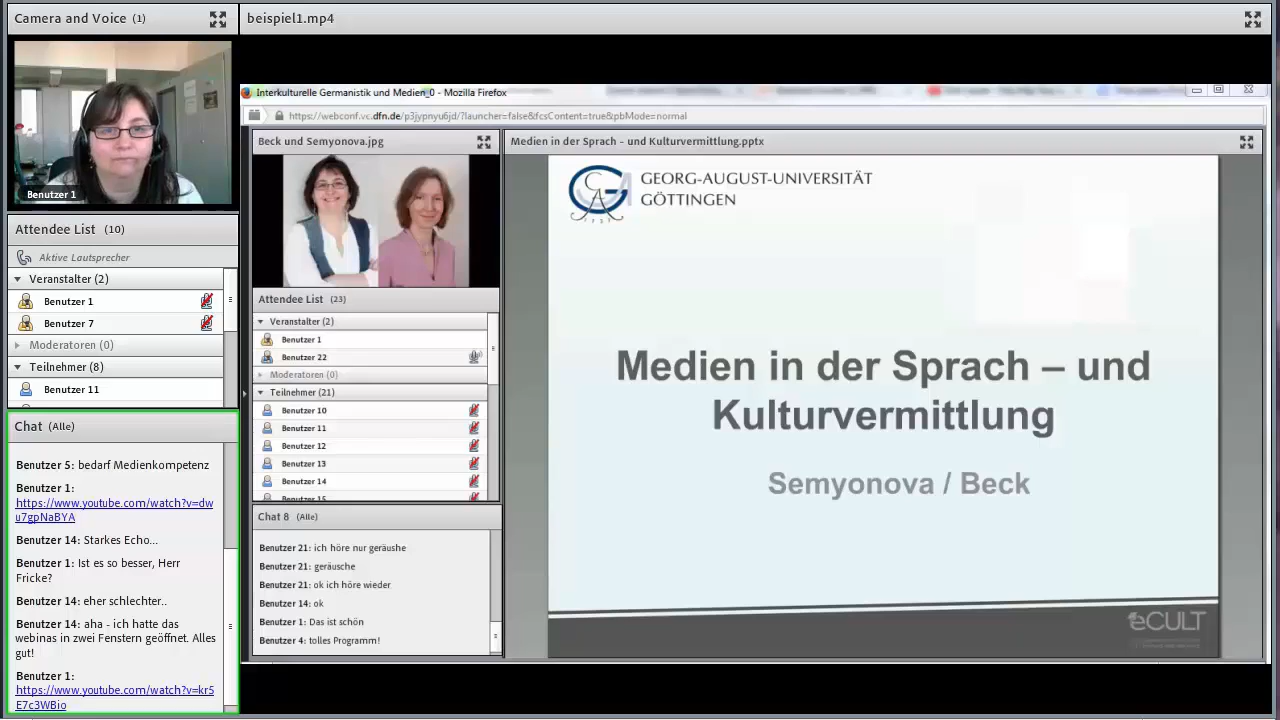 Camera and Voice (1)
beispiel1.mp4
Benutzer 1
Attendee List (10)
Aktive Lautsprecher
Veranstalter (2)
Benutzer 1
Benutzer 7
Moderatoren (0)
Teilnehmer (8)
Benutzer 11
Chat (Alle)
Benutzer 5: bedarf Medienkompetenz
Benutzer 1:
https://www.youtube.com/watch?v=dw
u7gpNaBYA
Benutzer 14: Starkes Echo...
Benutzer 1: Ist es so besser, Herr
Fricke?
Benutzer 14: eher schlechter..
Benutzer 14: aha - ich hatte das
webinas in zwei Fenstern geöffnet. Alles
gut!
Benutzer 1:
https://www.youtube.com/watch?v=kr5
E7c3WBio
Interkulturelle Germanistik und Medien_0 - Mozilla Firefox
https://webconf.vc.dfn.de/p3jypnyu6jd/?launcher=false&fcsContent=true&pbMode=normal
Beck und Semyonova.jpg
Attendee List (23)
Veranstalter (2)
Benutzer 1
Benutzer 22
Moderatoren (0)
Teilnehmer (21)
Benutzer 10
Benutzer 11
Benutzer 12
Benutzer 13
Benutzer 14
Benutzer 15
Chat 8 (Alle)
Benutzer 21: ich höre nur geräushe
Benutzer 21: geräusche
Benutzer 21: ok ich höre wieder
Benutzer 14: ok
Benutzer 1: Das ist schön
Benutzer 4: tolles Programm!
Medien in der Sprach - und Kulturvermittlung.pptx
GEORG-AUGUST-UNIVERSITÄT
GÖTTINGEN
Medien in der Sprach – und
Kulturvermittlung
Semyonova / Beck
eCULT